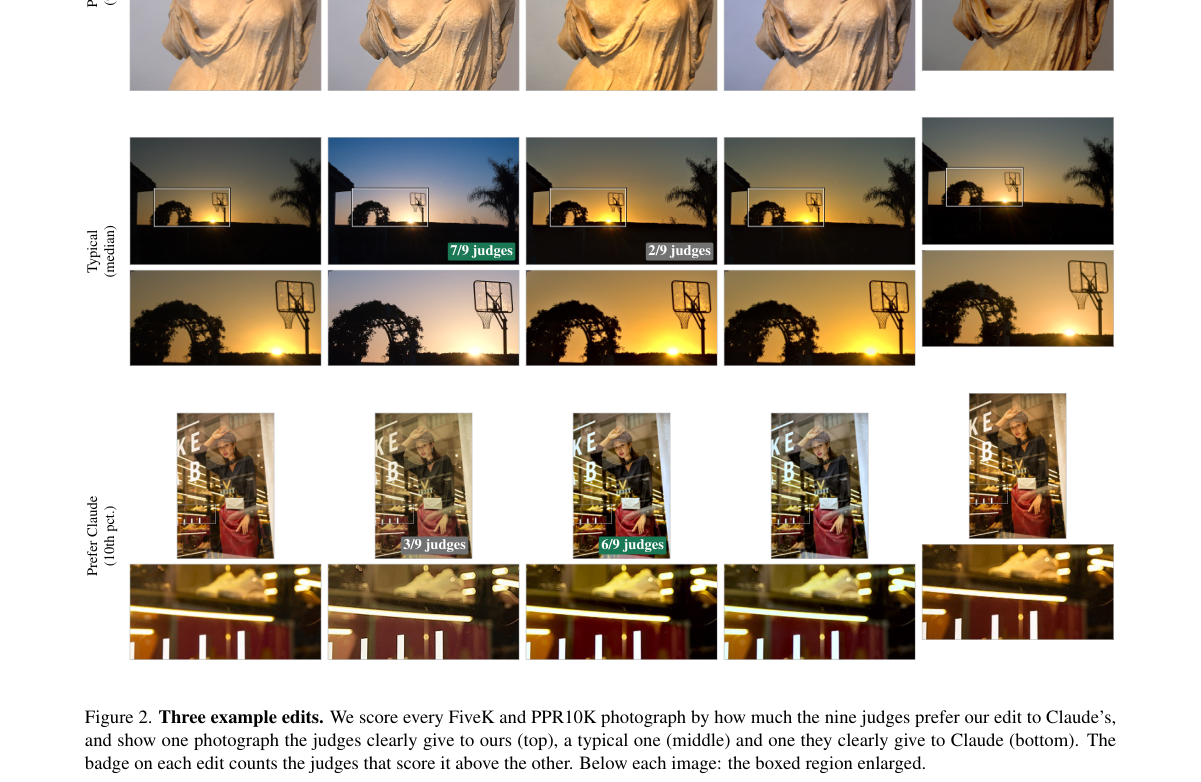 Typical
(median)
7/9 judges
2/9 judges
Prefer Claude
(10th pct.)
K E
B
K E
B
K E
B
K E
B
K E
B
3/9 judges
6/9 judges
Figure 2. Three example edits. We score every FiveK and PPR10K photograph by how much the nine judges prefer our edit to Claude's,
and show one photograph the judges clearly give to ours (top), a typical one (middle) and one they clearly give to Claude (bottom). The
badge on each edit counts the judges that score it above the other. Below each image: the boxed region enlarged.